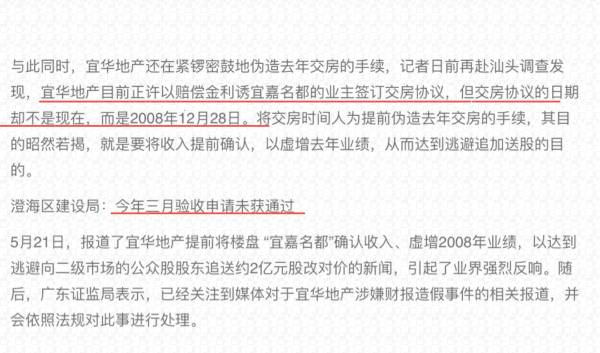 与此同时，宜华地产还在紧锣密鼓地伪造去年交房的手续，记者日前再赴汕头调查发
现，宜华地产目前正许以赔偿金利诱宜嘉名都的业主签订交房协议，但交房协议的日期
却不是现在，而是2008年12月28日。将交房时间人为提前伪造去年交房的手续，其目
的昭然若揭，就是要将收入提前确认，以虚增去年业绩，从而达到逃避追加送股的目
的。
澄海区建设局：今年三月验收申请未获通过
5月21日，报道了宜华地产提前将楼盘 “宜嘉名都”确认收入、虚增2008年业绩，以达到
逃避向二级市场的公众股股东追送约2亿元股改对价的新闻，引起了业界强烈反响。随
后，广东证监局表示，已经关注到媒体对于宜华地产涉嫌财报造假事件的相关报道，并
会依照法规对此事进行处理。